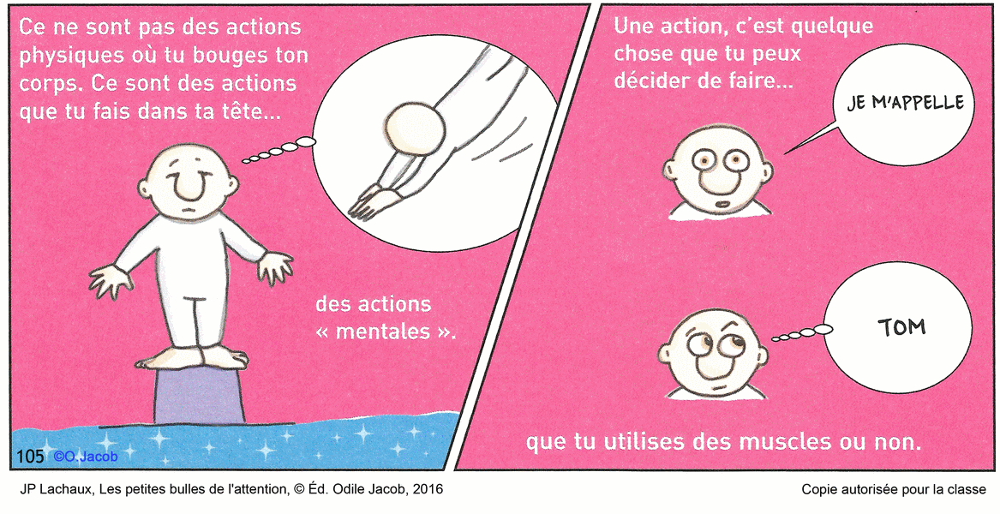 Ce ne sont pas des actions
physiques où tu bouges ton
corps. Ce sont des actions
que tu fais dans ta tête...
des actions
« mentales ».
105 ©O. Jacob
Une action, c'est quelque
chose que tu peux
décider de faire...
JE M'APPELLE
TOM
que tu utilises des muscles ou non.
JP Lachaux, Les petites bulles de l'attention, © Éd. Odile Jacob, 2016
Copie autorisée pour la classe